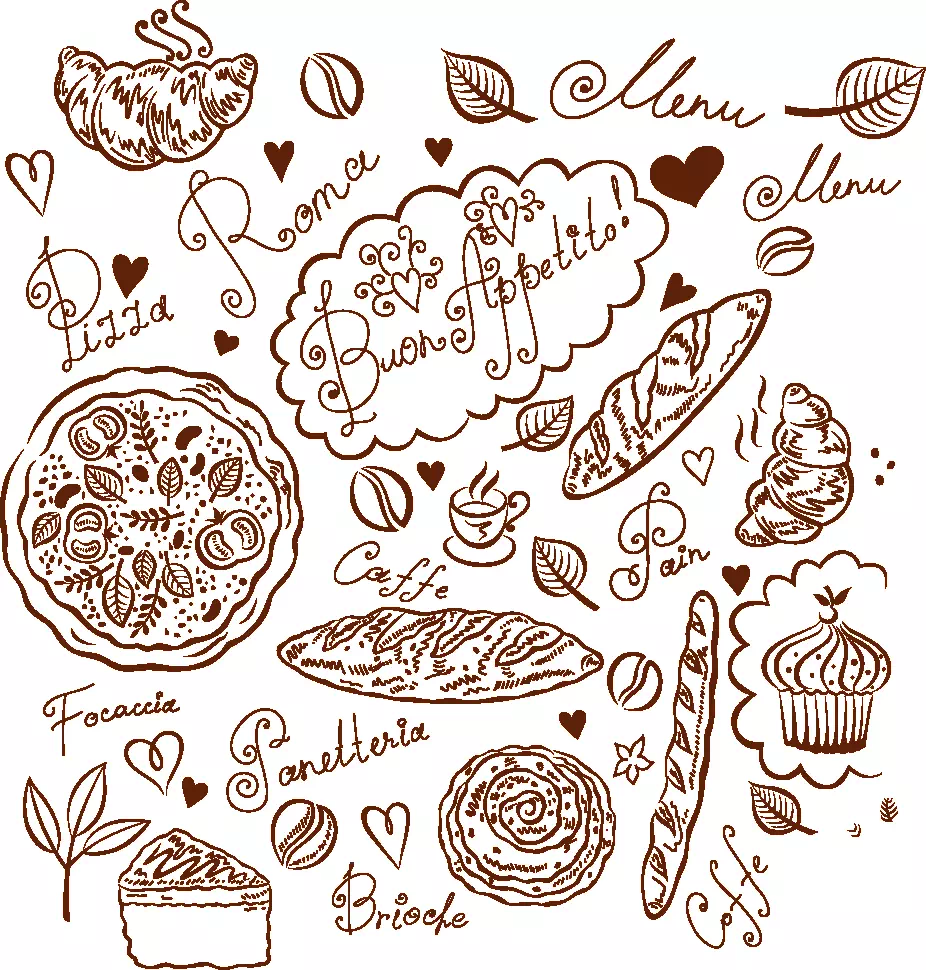 Menu
Roma
Menu
Pizza
Buon Appetito!
Pain
Caffe
Focaccia
Panetteria
Brioche
Coffe